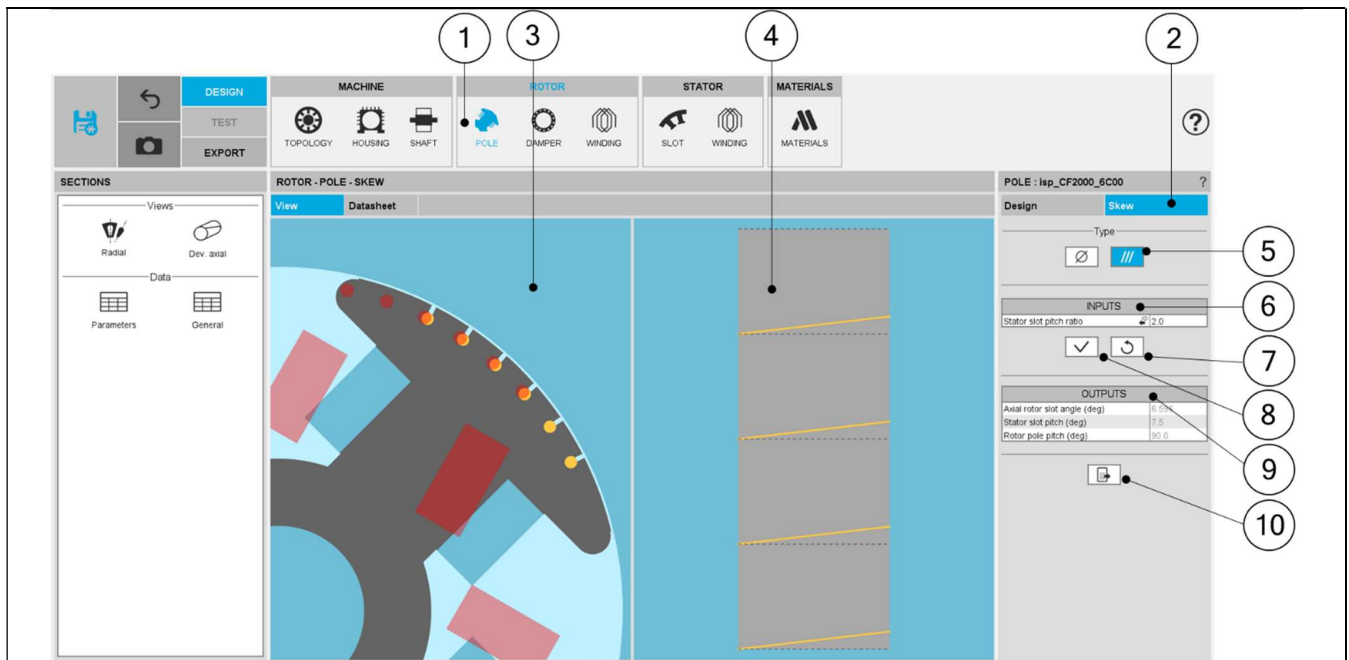 1
3
4
2
DESIGN
TEST
EXPORT
MACHINE
ROTOR
STATOR
MATERIALS
TOPOLOGY
HOUSING
SHAFT
POLE
DAMPER
WINDING
SLOT
WINDING
MATERIALS
?
SECTIONS
ROTOR - POLE - SKEW
POLE : isp_CF2000_6C00
?
View
Datasheet
Design
Skew
Views
Radial
Dev. axial
Data
Parameters
General
Type
Ø
///
5
INPUTS
6
Stator slot pitch ratio
2.0
7
8
OUTPUTS
Axial rotor slot angle (deg)
Stator slot pitch (deg)
7.5
Rotor pole pitch (deg)
90.0
9
10